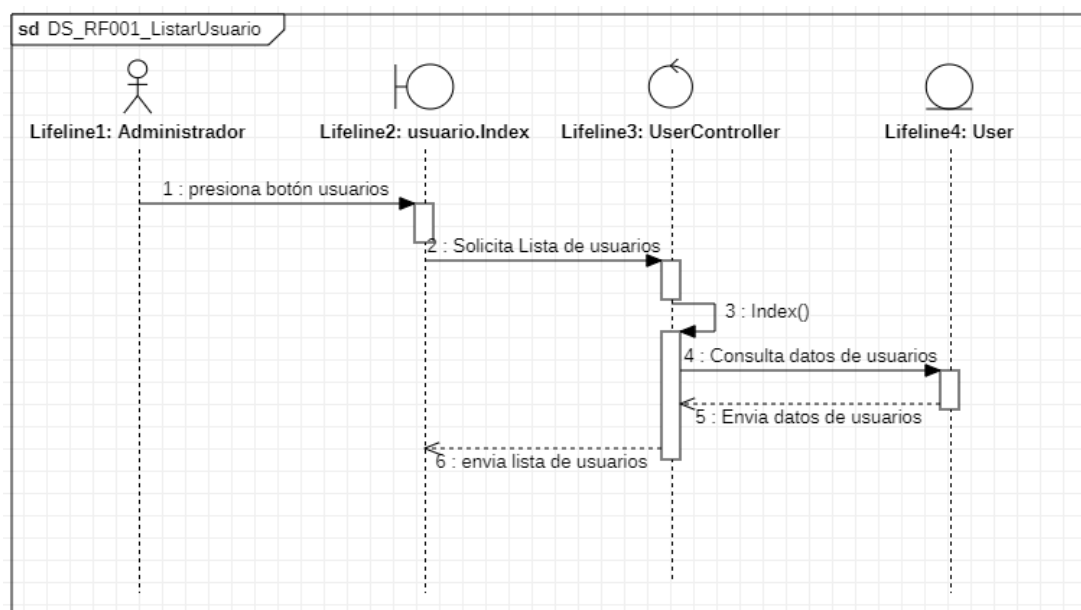 sd DS_RF001_ListarUsuario
Lifeline1: Administrador
Lifeline2: usuario.Index
Lifeline3: UserController
Lifeline4: User
1 : presiona botón usuarios
2 : Solicita Lista de usuarios
3 : Index()
4 : Consulta datos de usuarios
5 : Envia datos de usuarios
6 : envia lista de usuarios